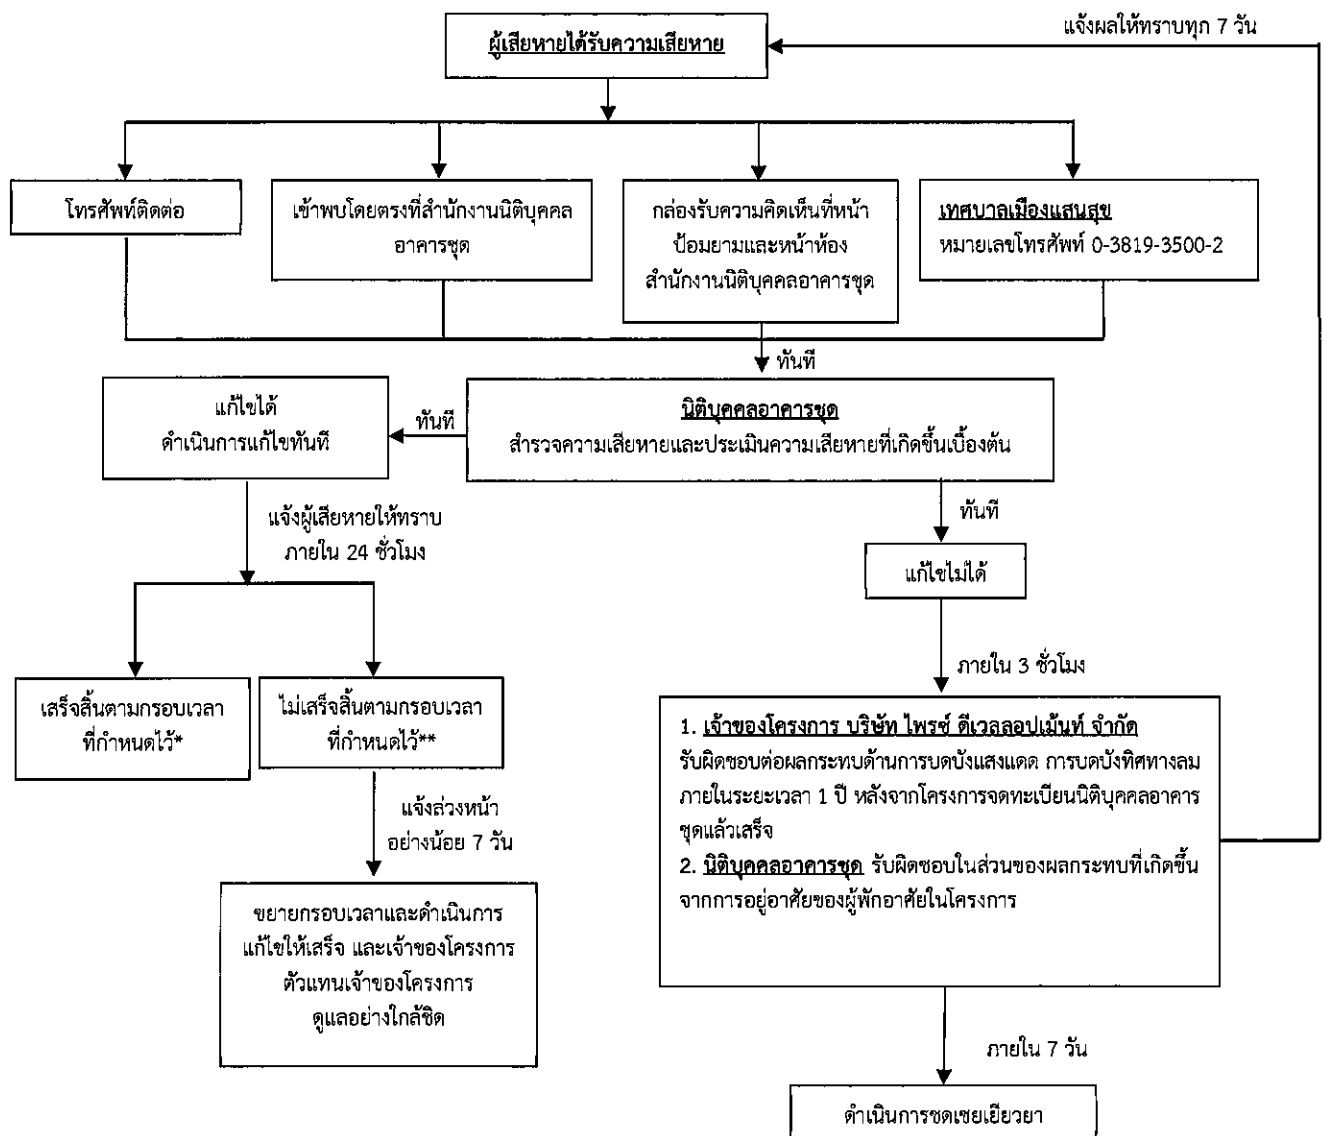 แจ้งผลให้ทราบทุก 7 วัน
ผู้เสียหายได้รับความเสียหาย
โทรศัพท์ติดต่อ
เข้าพบโดยตรงที่สำนักงานนิติบุคคล
อาคารชุด
กล่องรับความคิดเห็นที่หน้า
ป้อมยามและหน้าห้อง
สำนักงานนิติบุคคลอาคารชุด
เทศบาลเมืองแสนสุข
หมายเลขโทรศัพท์ 0-3819-3500-2
ทันที
แก้ไขได้
ดำเนินการแก้ไขทันที
ทันที
นิติบุคคลอาคารชุด
สำรวจความเสียหายและประเมินความเสียหายที่เกิดขึ้นเบื้องต้น
แจ้งผู้เสียหายให้ทราบ
ภายใน 24 ชั่วโมง
ทันที
แก้ไขไม่ได้
ภายใน 3 ชั่วโมง
เสร็จสิ้นตามกรอบเวลา
ที่กำหนดไว้*
ไม่เสร็จสิ้นตามกรอบเวลา
ที่กำหนดไว้**
แจ้งล่วงหน้า
อย่างน้อย 7 วัน
ขยายกรอบเวลาและดำเนินการ
แก้ไขให้เสร็จ และเจ้าของโครงการ
ตัวแทนเจ้าของโครงการ
ดูแลอย่างใกล้ชิด
1. เจ้าของโครงการ บริษัท ไพรซ์ ดีเวลลอปเม้นท์ จำกัด
รับผิดชอบต่อผลกระทบด้านการบดบังแสงแดด การบดบังทิศทางลม
ภายในระยะเวลา 1 ปี หลังจากโครงการจดทะเบียนนิติบุคคลอาคาร
ชุดแล้วเสร็จ
2. นิติบุคคลอาคารชุด รับผิดชอบในส่วนของผลกระทบที่เกิดขึ้น
จากการอยู่อาศัยของผู้พักอาศัยในโครงการ
ภายใน 7 วัน
ดำเนินการชดเชยเยียวยา